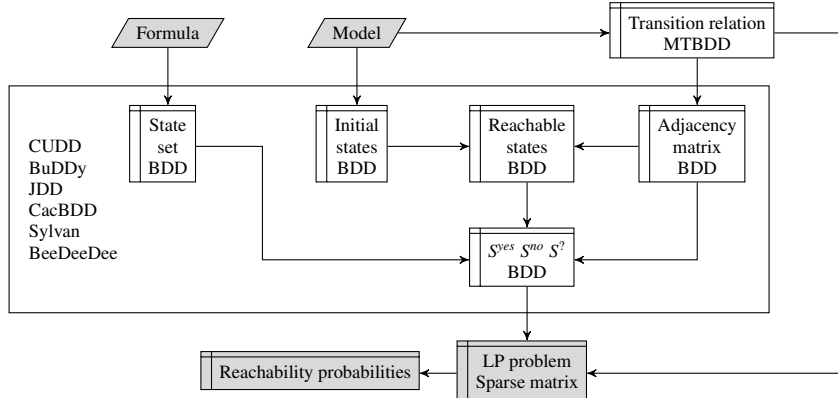 Formula
Model
Transition relation
MTBDD
CUDD
BuDDy
JDD
CacBDD
Sylvan
BeeDeeDee
State
set
BDD
Initial
states
BDD
Reachable
states
BDD
Adjacency
matrix
BDD
S^yes S^no S^?
BDD
LP problem
Sparse matrix
Reachability probabilities